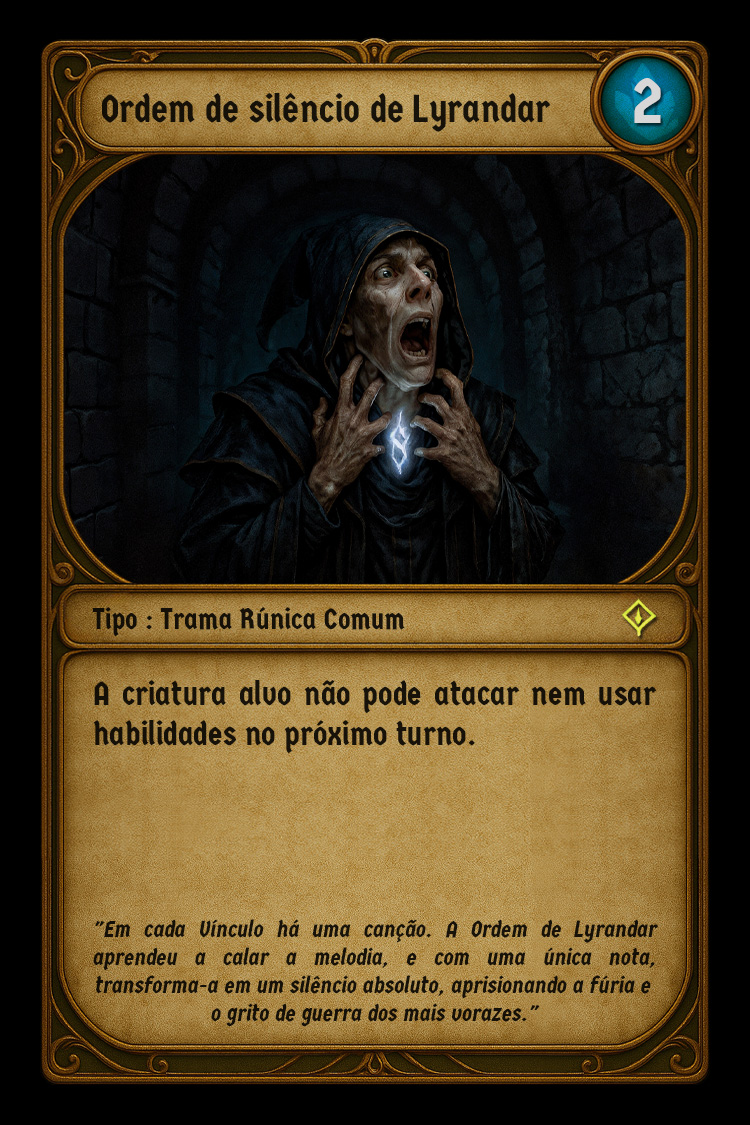 Ordem de silêncio de Lyrandar
2
Tipo : Trama Rúnica Comum
A criatura alvo não pode atacar nem usar
habilidades no próximo turno.
"Em cada Vínculo há uma canção. A Ordem de Lyrandar
aprendeu a calar a melodia, e com uma única nota,
transforma-a em um silêncio absoluto, aprisionando a fúria e
o grito de guerra dos mais vorazes."